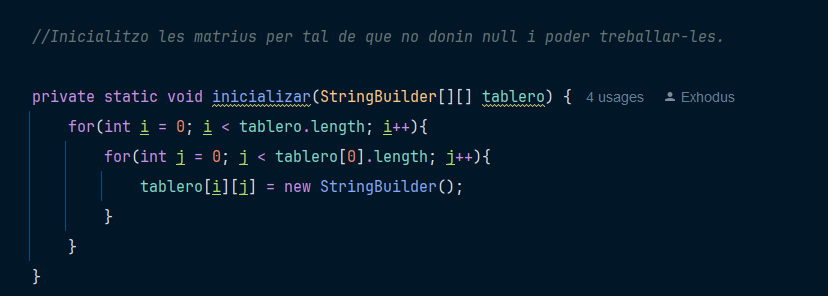 //Inicialitzo les matrius per tal de que no donin null i poder treballar-les.
private static void inicializar(StringBuilder[][] tablero) { 4 usages Exhodus
for(int i = 0; i < tablero.length; i++){
for(int j = 0; j < tablero[0].length; j++){
tablero[i][j] = new StringBuilder();
}
}
}